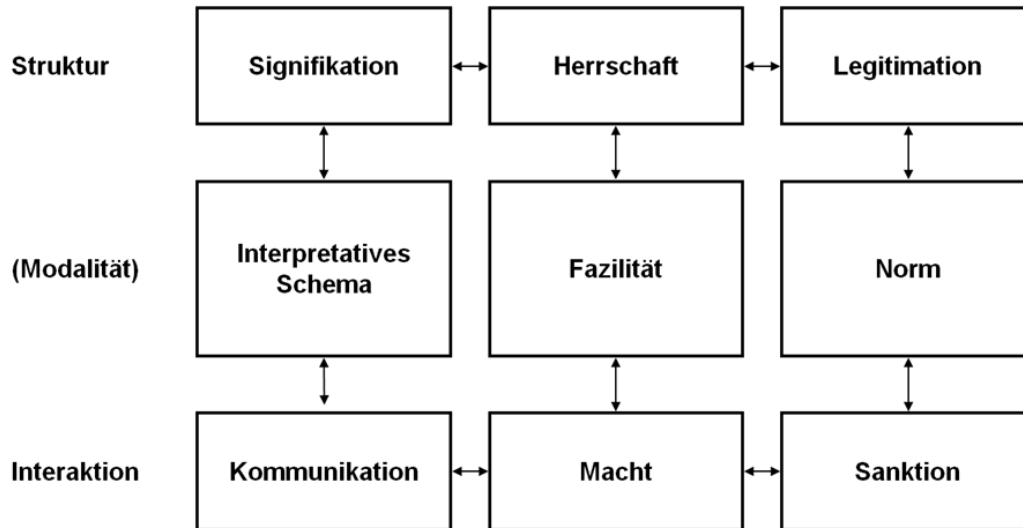 Struktur
Signifikation
Herrschaft
Legitimation
(Modalität)
Interpretatives
Schema
Fazilität
Norm
Interaktion
Kommunikation
Macht
Sanktion